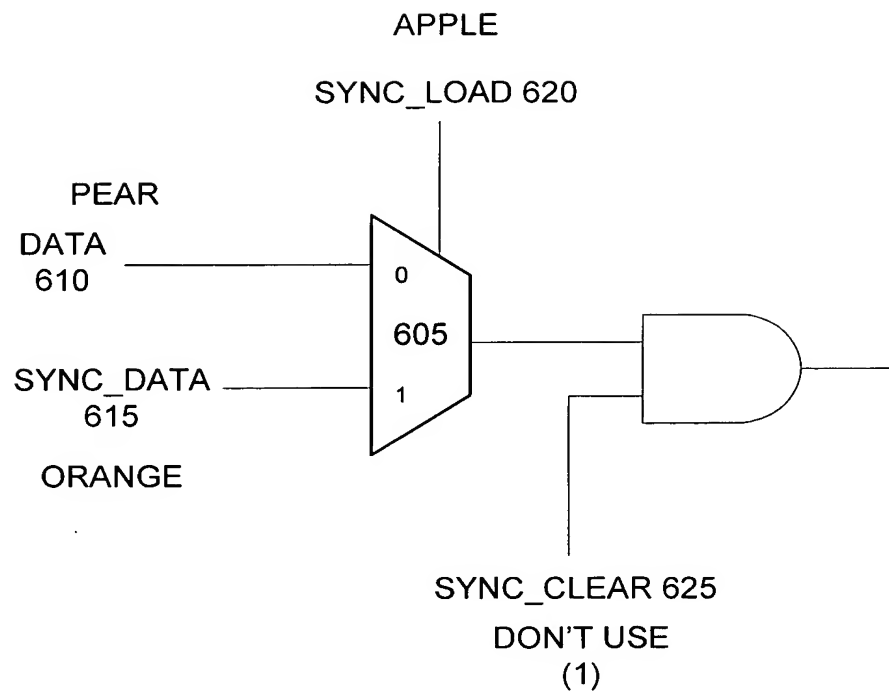 APPLE
SYNC_LOAD 620
PEAR
DATA
610
0
605
SYNC_DATA
615
1
ORANGE
SYNC_CLEAR 625
DON'T USE
(1)